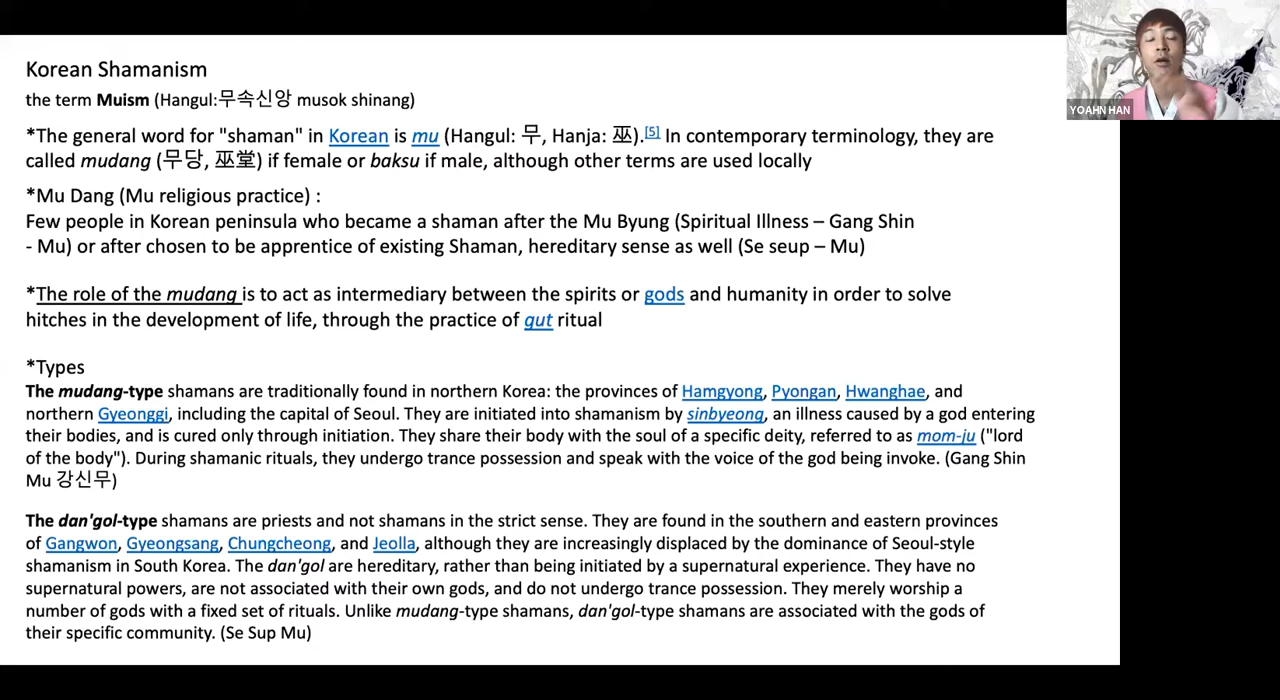 Korean Shamanism
the term Muism (Hangul:무속신앙 musok shinang)
*The general word for "shaman" in Korean is mu (Hangul: 무, Hanja: 巫).[5] In contemporary terminology, they are
called mudang (무당, 巫堂) if female or baksu if male, although other terms are used locally
*Mu Dang (Mu religious practice) :
Few people in Korean peninsula who became a shaman after the Mu Byung (Spiritual Illness – Gang Shin
- Mu) or after chosen to be apprentice of existing Shaman, hereditary sense as well (Se seup – Mu)
*The role of the mudang is to act as intermediary between the spirits or gods and humanity in order to solve
hitches in the development of life, through the practice of gut ritual
*Types
The mudang-type shamans are traditionally found in northern Korea: the provinces of Hamgyong, Pyongan, Hwanghae, and
northern Gyeonggi, including the capital of Seoul. They are initiated into shamanism by sinbyeong, an illness caused by a god entering
their bodies, and is cured only through initiation. They share their body with the soul of a specific deity, referred to as mom-ju ("lord
of the body"). During shamanic rituals, they undergo trance possession and speak with the voice of the god being invoke. (Gang Shin
Mu 강신무)
The dan'gol-type shamans are priests and not shamans in the strict sense. They are found in the southern and eastern provinces
of Gangwon, Gyeongsang, Chungcheong, and Jeolla, although they are increasingly displaced by the dominance of Seoul-style
shamanism in South Korea. The dan'gol are hereditary, rather than being initiated by a supernatural experience. They have no
supernatural powers, are not associated with their own gods, and do not undergo trance possession. They merely worship a
number of gods with a fixed set of rituals. Unlike mudang-type shamans, dan'gol-type shamans are associated with the gods of
their specific community. (Se Sup Mu)
YOAHN HAN